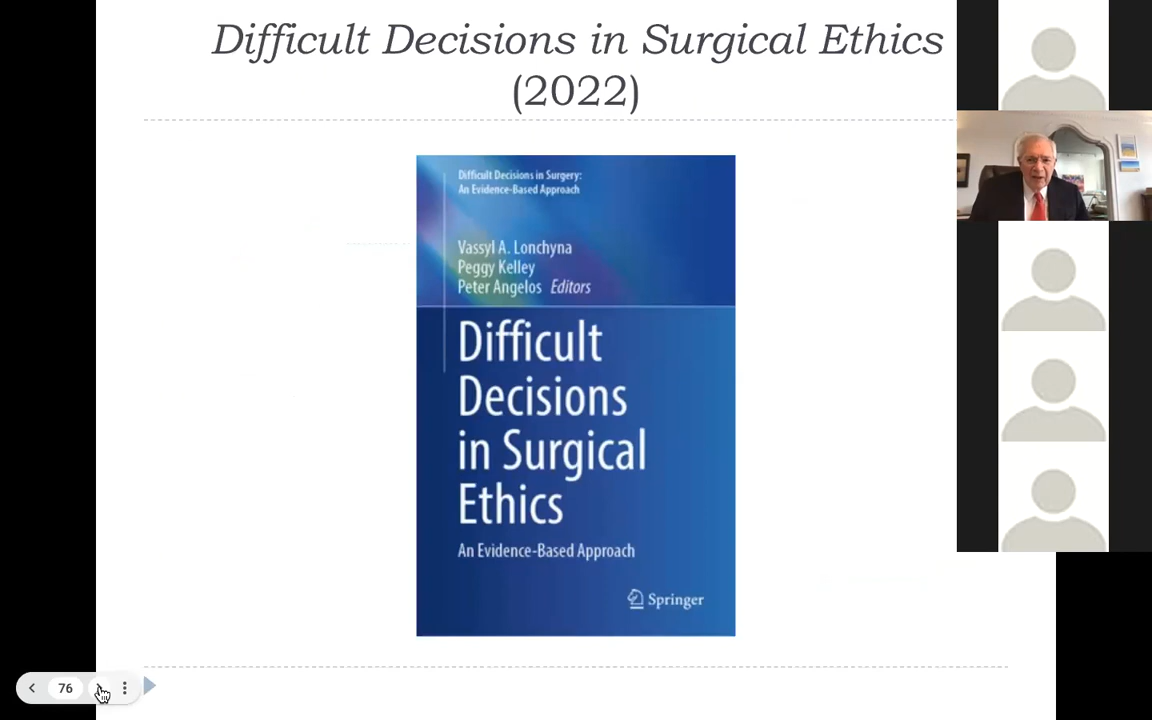 Difficult Decisions in Surgical Ethics
(2022)
Difficult Decisions in Surgery:
An Evidence-Based Approach
Vassyl A. Lonchyna
Peggy Kelley
Peter Angelos Editors
Difficult
Decisions
in Surgical
Ethics
An Evidence-Based Approach
Springer
76